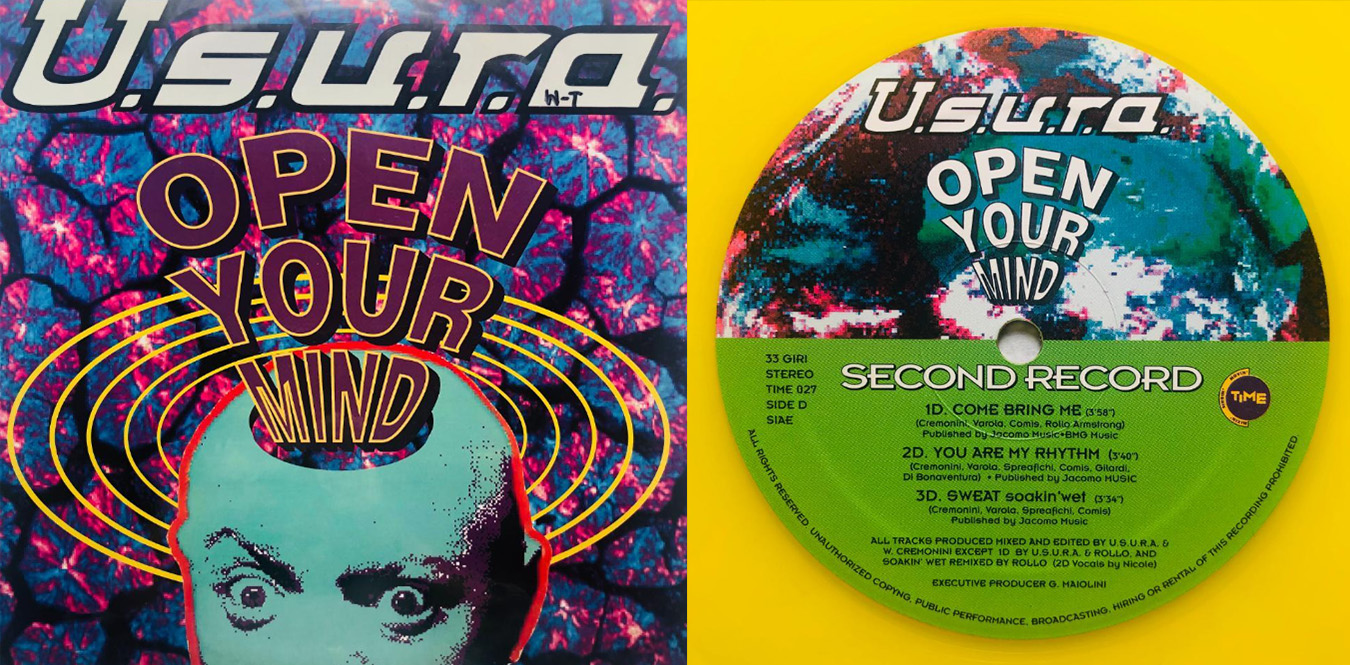 U.S.U.R.A.
W-T
OPEN
YOUR
MIND
U.S.U.R.A.
OPEN
YOUR
MIND
33 GIRI
STEREO
TIME 027
SIDE D
SIAE
SECOND RECORD
TIME
1D. COME BRING ME (3'58")
(Cremonini, Varola, Comis, Rollo Armstrong)
Published by Jacomo Music•BMG Music
2D. YOU ARE MY RHYTHM (3'40")
(Cremonini, Varola, Spreafichi, Comis, Gilardi,
Di Bonaventura) • Published by Jacomo MUSIC
3D. SWEAT soakin'wet (3'34")
(Cremonini, Varola, Spreafichi, Comis)
Published by Jacomo Music
ALL TRACKS PRODUCED MIXED AND EDITED BY U.S.U.R.A. &
W. CREMONINI EXCEPT 1D BY U.S.U.R.A. & ROLLO, AND
SOAKIN' WET REMIXED BY ROLLO (2D Vocals by Nicole)
EXECUTIVE PRODUCER G. MAIOLINI
ALL RIGHTS RESERVED. UNAUTHORIZED COPYNG. PUBLIC PERFORMANCE, BROADCASTING. HIRING OR RENTAL OF THIS RECORDING PROHIBITED